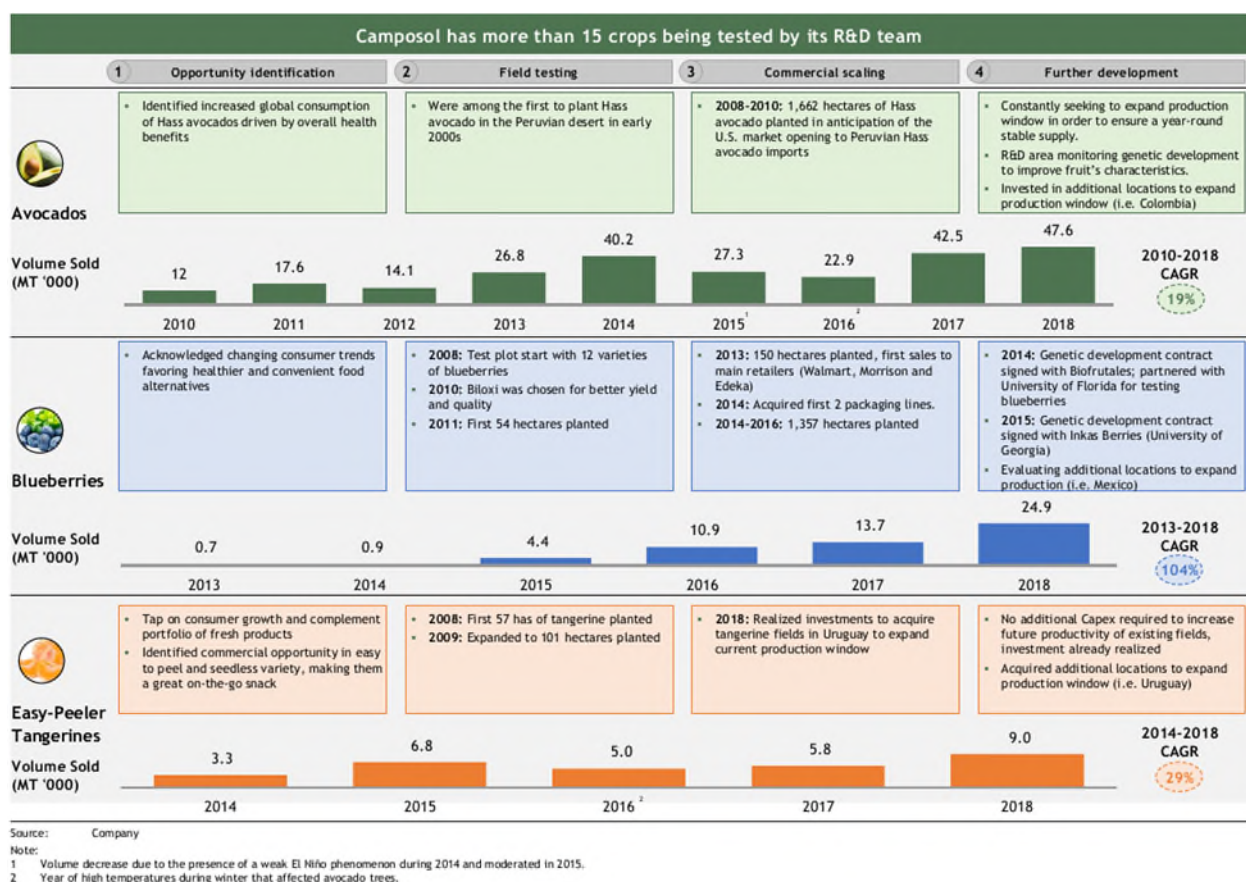 Camposol has more than 15 crops being tested by its R&D team
1 Opportunity identification
2 Field testing
3 Commercial scaling
4 Further development
Avocados
• Identified increased global consumption
of Hass avocados driven by overall health
benefits
• Were among the first to plant Hass
avocado in the Peruvian desert in early
2000s
• 2008-2010: 1,662 hectares of Hass
avocado planted in anticipation of the
U.S. market opening to Peruvian Hass
avocado imports
• Constantly seeking to expand production
window in order to ensure a year-round
stable supply.
• R&D area monitoring genetic development
to improve fruit's characteristics.
• Invested in additional locations to expand
production window (i.e. Colombia)
Volume Sold
(MT '000)
12 17.6 14.1 26.8 40.2 27.3 22.9 42.5 47.6
2010 2011 2012 2013 2014 2015¹ 2016² 2017 2018
2010-2018
CAGR
19%
Blueberries
• Acknowledged changing consumer trends
favoring healthier and convenient food
alternatives
• 2008: Test plot start with 12 varieties
of blueberries
• 2010: Biloxi was chosen for better yield
and quality
• 2011: First 54 hectares planted
• 2013: 150 hectares planted, first sales to
main retailers (Walmart, Morrison and
Edeka)
• 2014: Acquired first 2 packaging lines.
• 2014-2016: 1,357 hectares planted
• 2014: Genetic development contract
signed with Biofrutales; partnered with
University of Florida for testing
blueberries
• 2015: Genetic development contract
signed with Inkas Berries (University of
Georgia)
• Evaluating additional locations to expand
production (i.e. Mexico)
Volume Sold
(MT '000)
0.7 0.9 4.4 10.9 13.7 24.9
2013 2014 2015 2016 2017 2018
2013-2018
CAGR
104%
Easy-Peeler
Tangerines
• Tap on consumer growth and complement
portfolio of fresh products
• Identified commercial opportunity in easy
to peel and seedless variety, making them
a great on-the-go snack
• 2008: First 57 has of tangerine planted
• 2009: Expanded to 101 hectares planted
• 2018: Realized investments to acquire
tangerine fields in Uruguay to expand
current production window
• No additional Capex required to increase
future productivity of existing fields,
investment already realized
• Acquired additional locations to expand
production window (i.e. Uruguay)
Volume Sold
(MT '000)
3.3 6.8 5.0 5.8 9.0
2014 2015 2016² 2017 2018
2014-2018
CAGR
29%
Source: Company
Note:
1 Volume decrease due to the presence of a weak El Niño phenomenon during 2014 and moderated in 2015.
2 Year of high temperatures during winter that affected avocado trees.